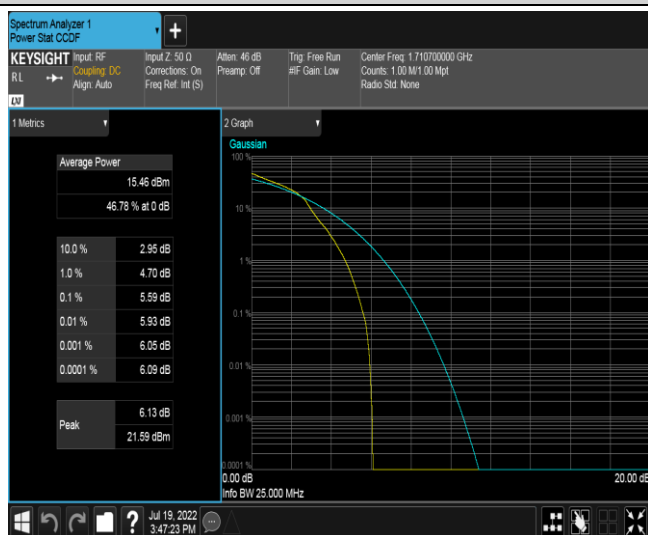 Spectrum Analyzer 1
Power Stat CCDF
+
KEYSIGHT
Input: RF
Coupling: DC
Align: Auto
RL
LXI
Input Z: 50 Ω
Corrections: On
Freq Ref: Int (S)
Atten: 46 dB
Preamp: Off
Trig: Free Run
#IF Gain: Low
Center Freq: 1.710700000 GHz
Counts: 1.00 M/1.00 Mpt
Radio Std: None
1 Metrics
Average Power
15.46 dBm
46.78 % at 0 dB
10.0 % 2.95 dB
1.0 % 4.70 dB
0.1 % 5.59 dB
0.01 % 5.93 dB
0.001 % 6.05 dB
0.0001 % 6.09 dB
Peak
6.13 dB
21.59 dBm
2 Graph
Gaussian
100 %
10 %
1 %
0.1 %
0.01 %
0.001 %
0.0001 %
0.00 dB 20.00 dB
Info BW 25.000 MHz
?
Jul 19, 2022
3:47:23 PM